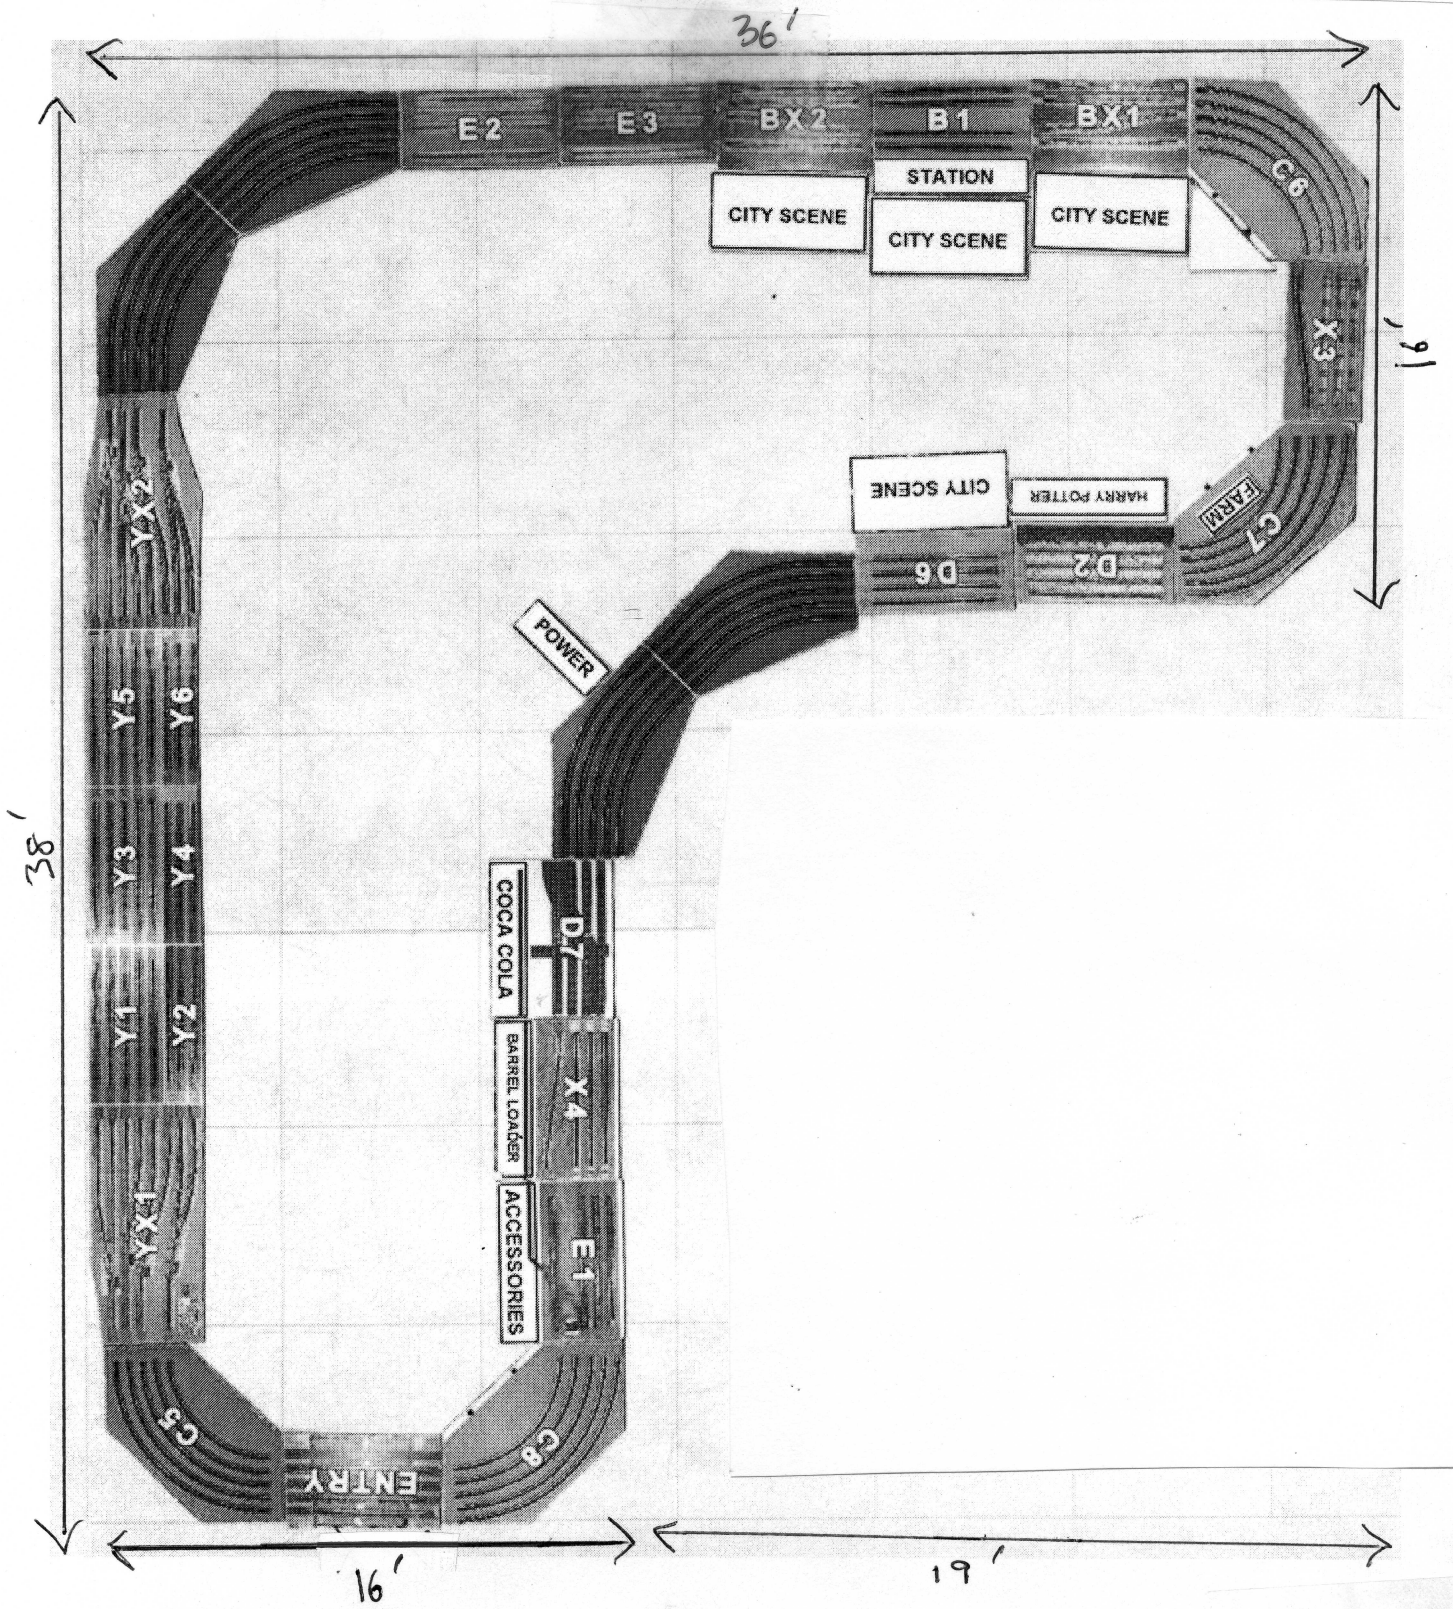 36'
E2 E3 BX2 B1 BX1
STATION
CITY SCENE
CITY SCENE
CITY SCENE
C6
X3
16'
YX2
CITY SCENE
HARRY POTTER
FARM
C7
D6
D2
POWER
Y5
Y6
38'
Y3
Y4
COCA COLA
D7
Y1
Y2
BARREL LOADER
X4
YX1
ACCESSORIES
E1
C5
ENTRY
C8
16'
19'